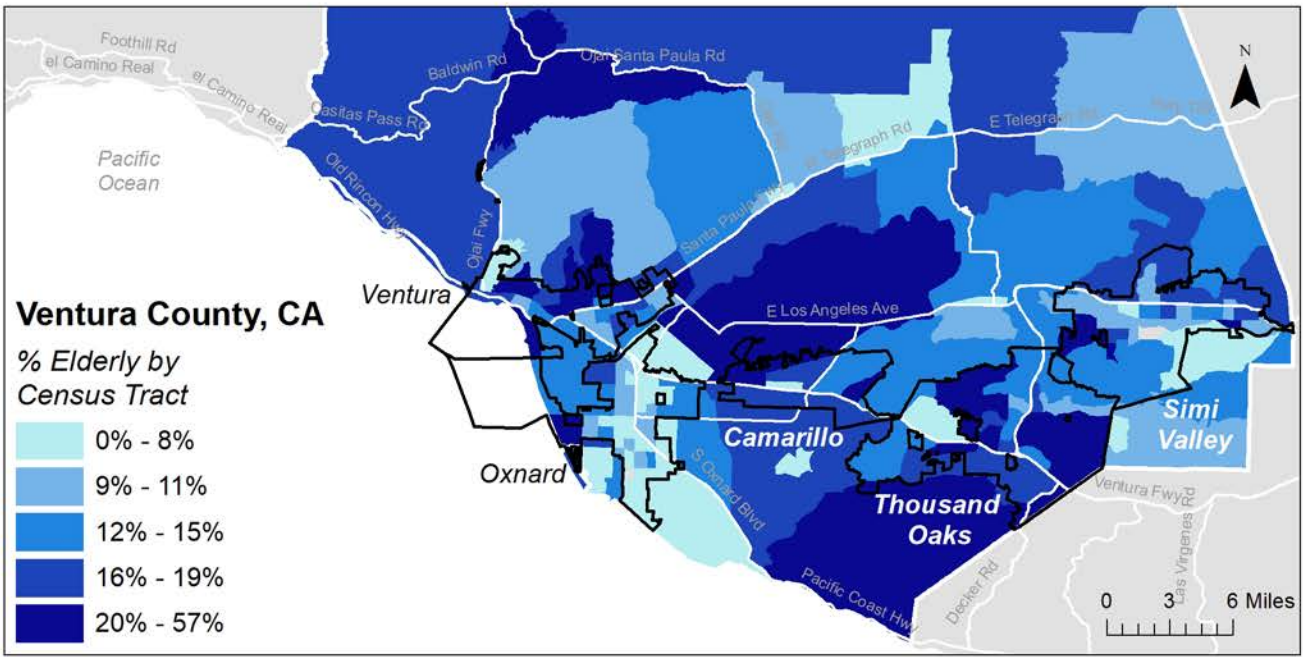 Foothill Rd
el Camino Real
el Camino Real
Casitas Pass Rd
Baldwin Rd
Ojai Santa Paula Rd
N
Pacific
Ocean
Old Rincon Hwy
Ojai Fwy
Santa Paula Fwy
E Telegraph Rd
E Telegraph Rd
Ventura
E Los Angeles Ave
Ventura County, CA
% Elderly by
Census Tract
0% - 8%
9% - 11%
12% - 15%
16% - 19%
20% - 57%
Oxnard
Camarillo
S Oxnard Blvd
Thousand
Oaks
Simi
Valley
Ventura Fwy
Las Virgenes Rd
Decker Rd
Pacific Coast Hwy
0 3 6 Miles